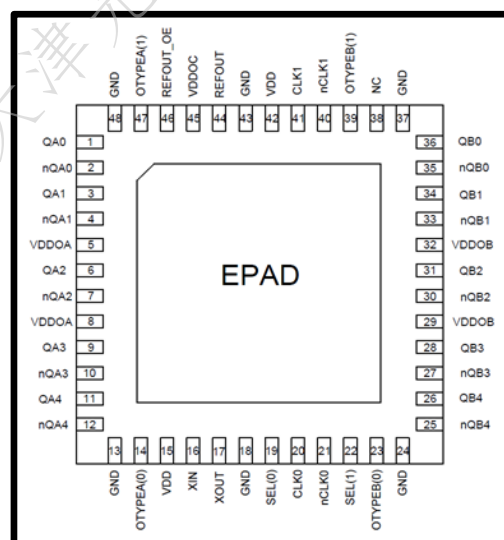 天津
GND OTYPEA(1) REFOUT_OE VDDOC REFOUT GND VDD CLK1 nCLK1 OTYPEB(1) NC GND
48 47 46 45 44 43 42 41 40 39 38 37
QA0 1 36 QB0
nQA0 2 35 nQB0
QA1 3 34 QB1
nQA1 4 33 nQB1
VDDOA 5 32 VDDOB
QA2 6 31 QB2
EPAD
nQA2 7 30 nQB2
VDDOA 8 29 VDDOB
QA3 9 28 QB3
nQA3 10 27 nQB3
QA4 11 26 QB4
nQA4 12 25 nQB4
13 14 15 16 17 18 19 20 21 22 23 24
GND OTYPEA(0) VDD XIN XOUT GND SEL(0) CLK0 nCLK0 SEL(1) OTYPEB(0) GND